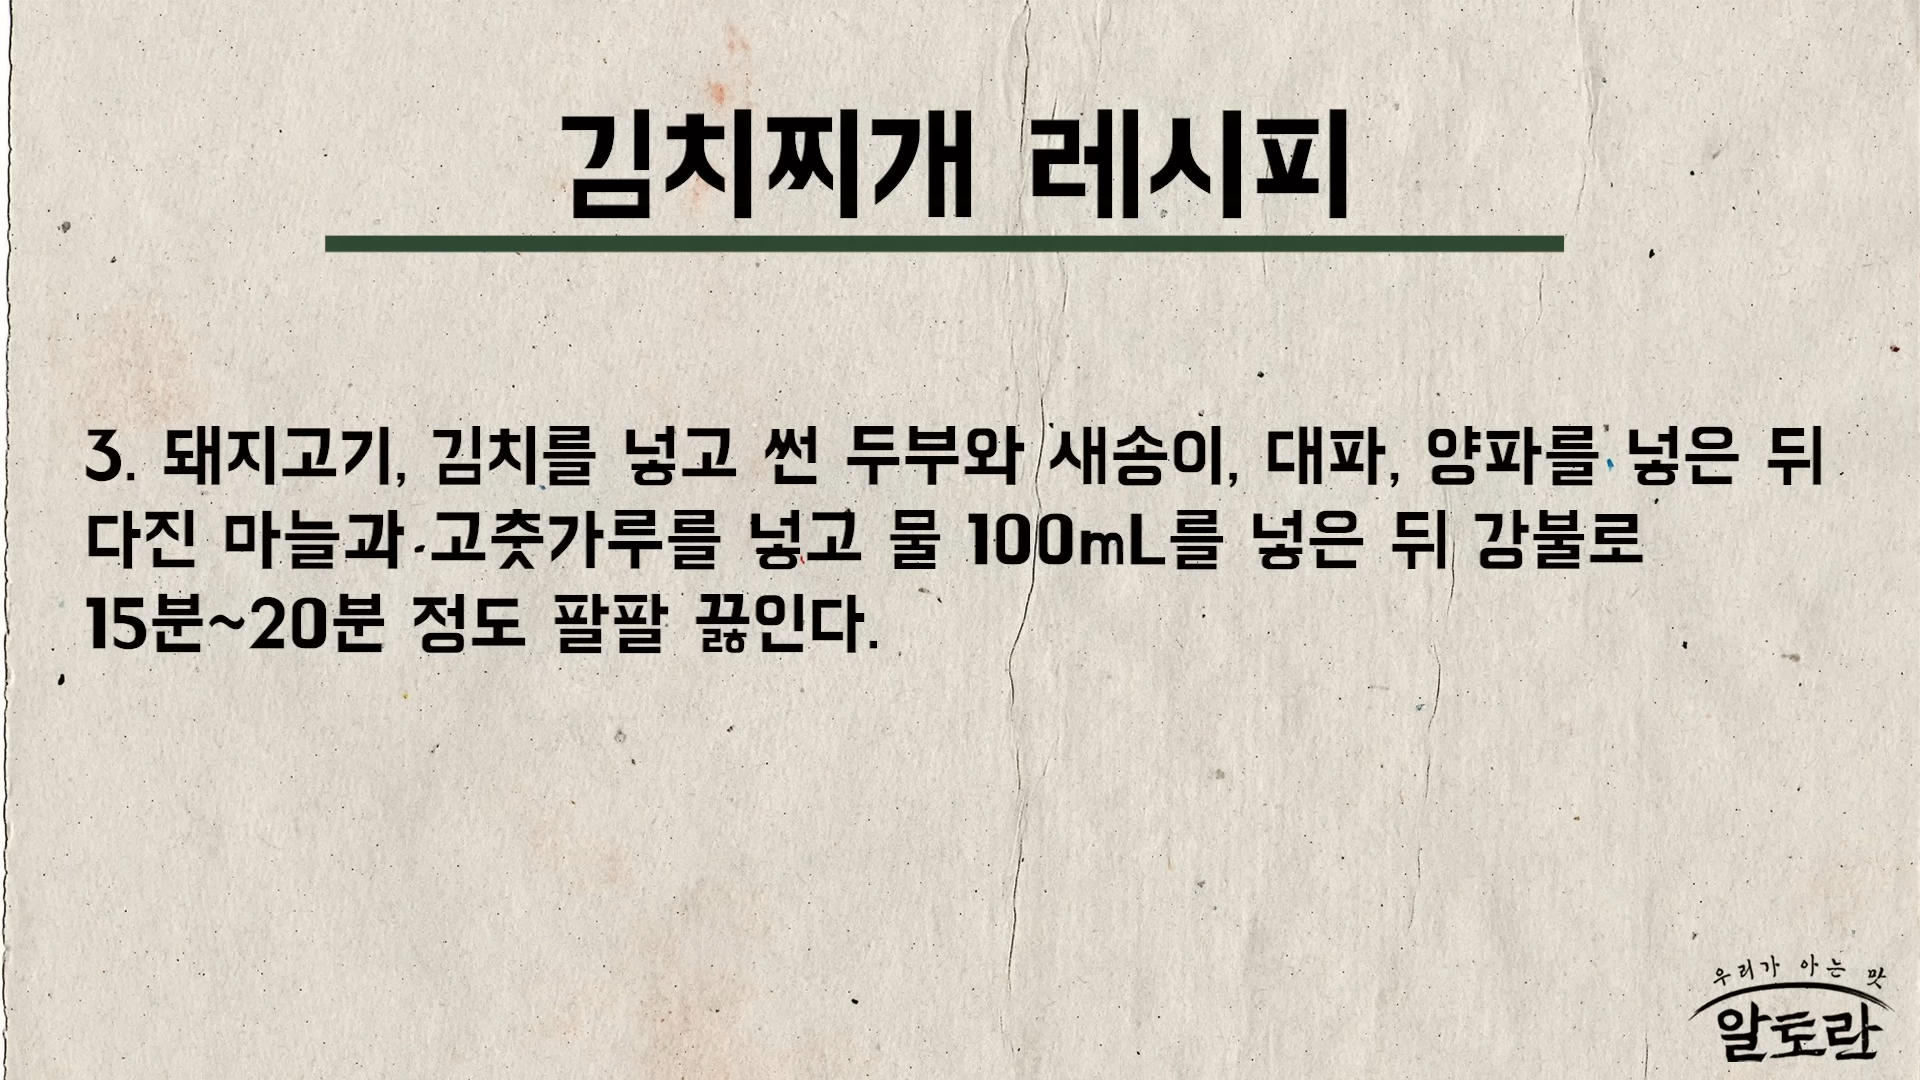 김치찌개 레시피
3. 돼지고기, 김치를 넣고 썬 두부와 새송이, 대파, 양파를 넣은 뒤
다진 마늘과 고춧가루를 넣고 물 100mL를 넣은 뒤 강불로
15분~20분 정도 팔팔 끓인다.
우리가 아는 맛
알토란